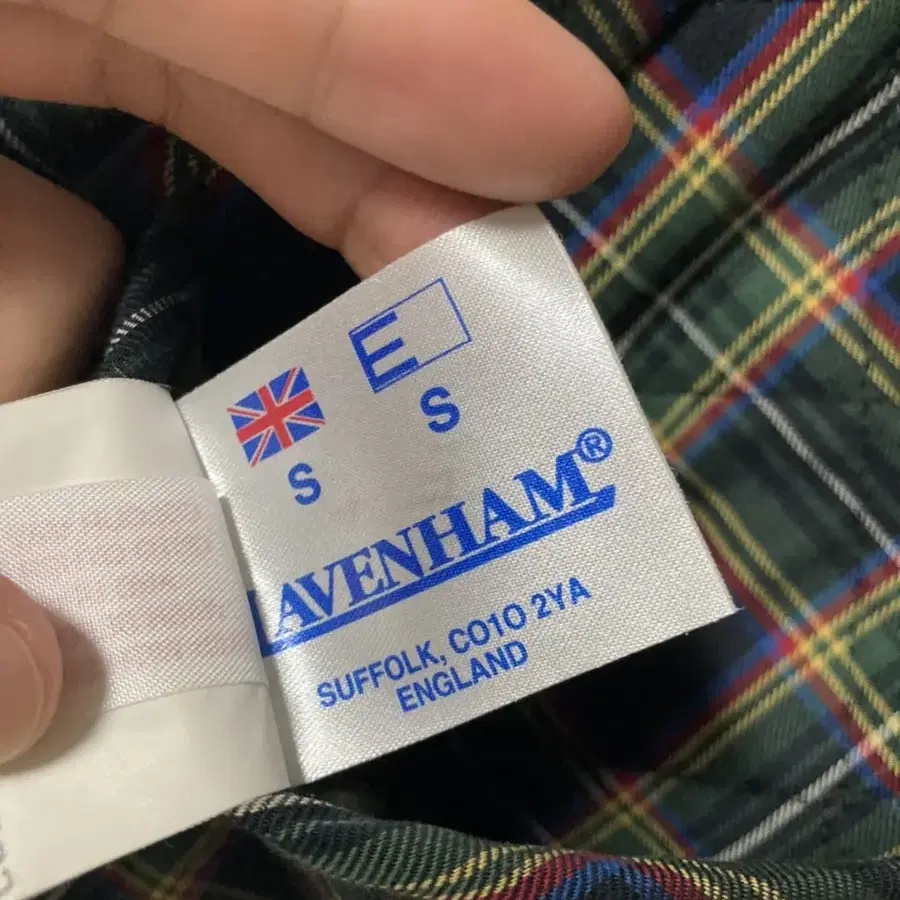 E
S
S
LAVENHAM®
SUFFOLK, CO10 2YA
ENGLAND